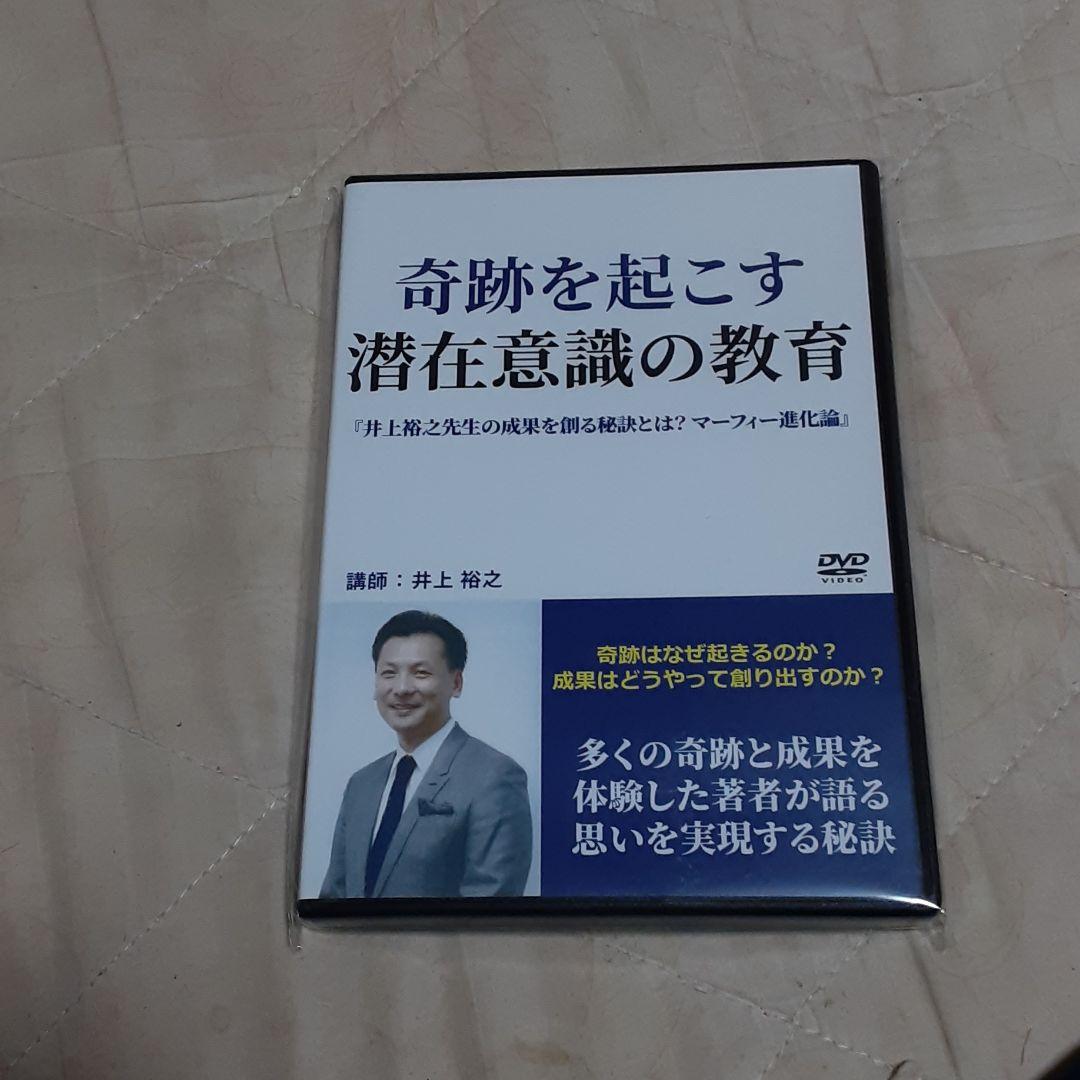 奇跡を起こす
潜在意識の教育
『井上裕之先生の成果を創る秘訣とは？ マーフィー進化論』
講師：井上 裕之
DVD
VIDEO
奇跡はなぜ起きるのか？
成果はどうやって創り出すのか？
多くの奇跡と成果を
体験した著者が語る
思いを実現する秘訣